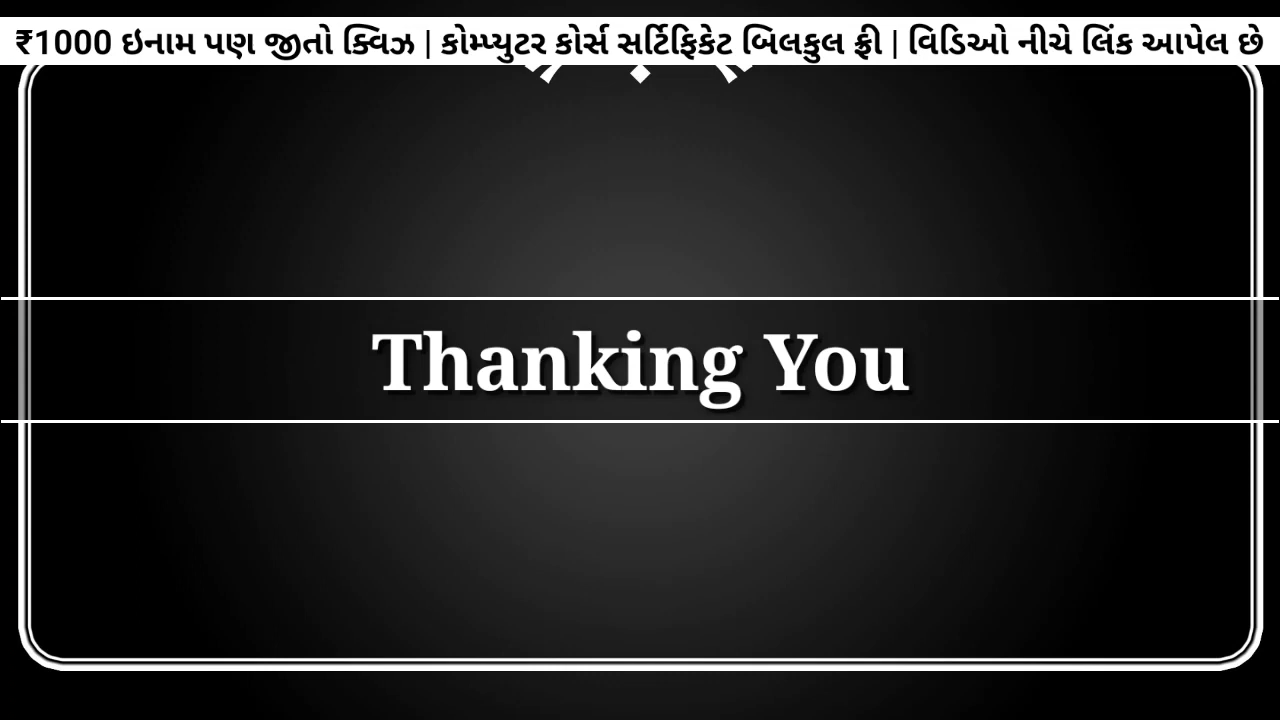 ₹1000 ઇનામ પણ જીતો ક્વિઝ | કોમ્પ્યુટર કોર્સ સર્ટિફિકેટ બિલકુલ ફ્રી | વિડિઓ નીચે લિંક આપેલ છે
Thanking You